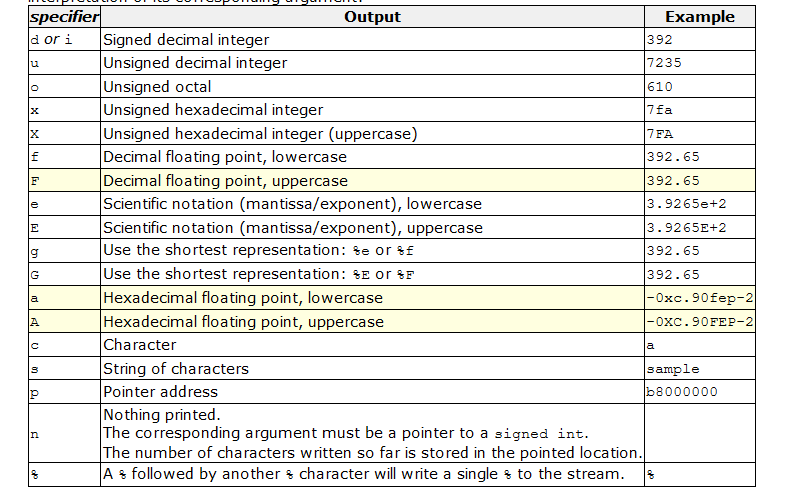 interpretation of its corresponding argument.
specifier Output Example
d or i Signed decimal integer 392
u Unsigned decimal integer 7235
o Unsigned octal 610
x Unsigned hexadecimal integer 7fa
X Unsigned hexadecimal integer (uppercase) 7FA
f Decimal floating point, lowercase 392.65
F Decimal floating point, uppercase 392.65
e Scientific notation (mantissa/exponent), lowercase 3.9265e+2
E Scientific notation (mantissa/exponent), uppercase 3.9265E+2
g Use the shortest representation: %e or %f 392.65
G Use the shortest representation: %E or %F 392.65
a Hexadecimal floating point, lowercase -0xc.90fep-2
A Hexadecimal floating point, uppercase -0XC.90FEP-2
c Character a
s String of characters sample
p Pointer address b8000000
Nothing printed.
n The corresponding argument must be a pointer to a signed int.
The number of characters written so far is stored in the pointed location.
% A % followed by another % character will write a single % to the stream. %